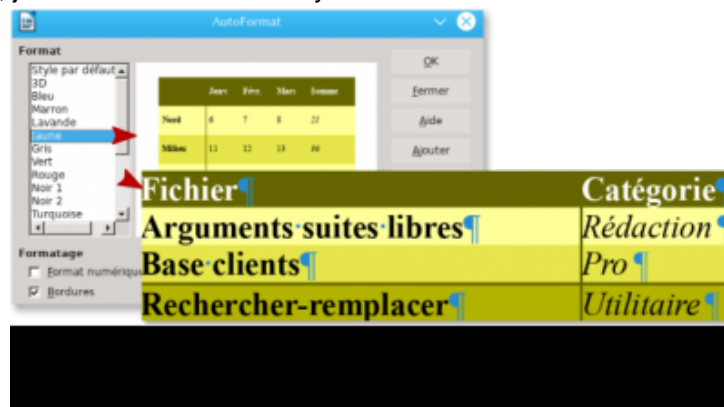 AutoFormat
Format
Style par défaut
3D
Bleu
Marron
Lavande
Jaune
Gris
Vert
Rouge
Noir 1
Noir 2
Turquoise
Janv. Févr. Mars Somme
Nord 6 7 8 21
Milieu 11 12 13 36
OK
Fermer
Aide
Ajouter
Fichier¶ Catégorie¶
Arguments·suites·libres¶ Rédaction¶
Base·clients¶ Pro¶
Rechercher-remplacer¶ Utilitaire¶
Formatage
Format numérique
Bordures